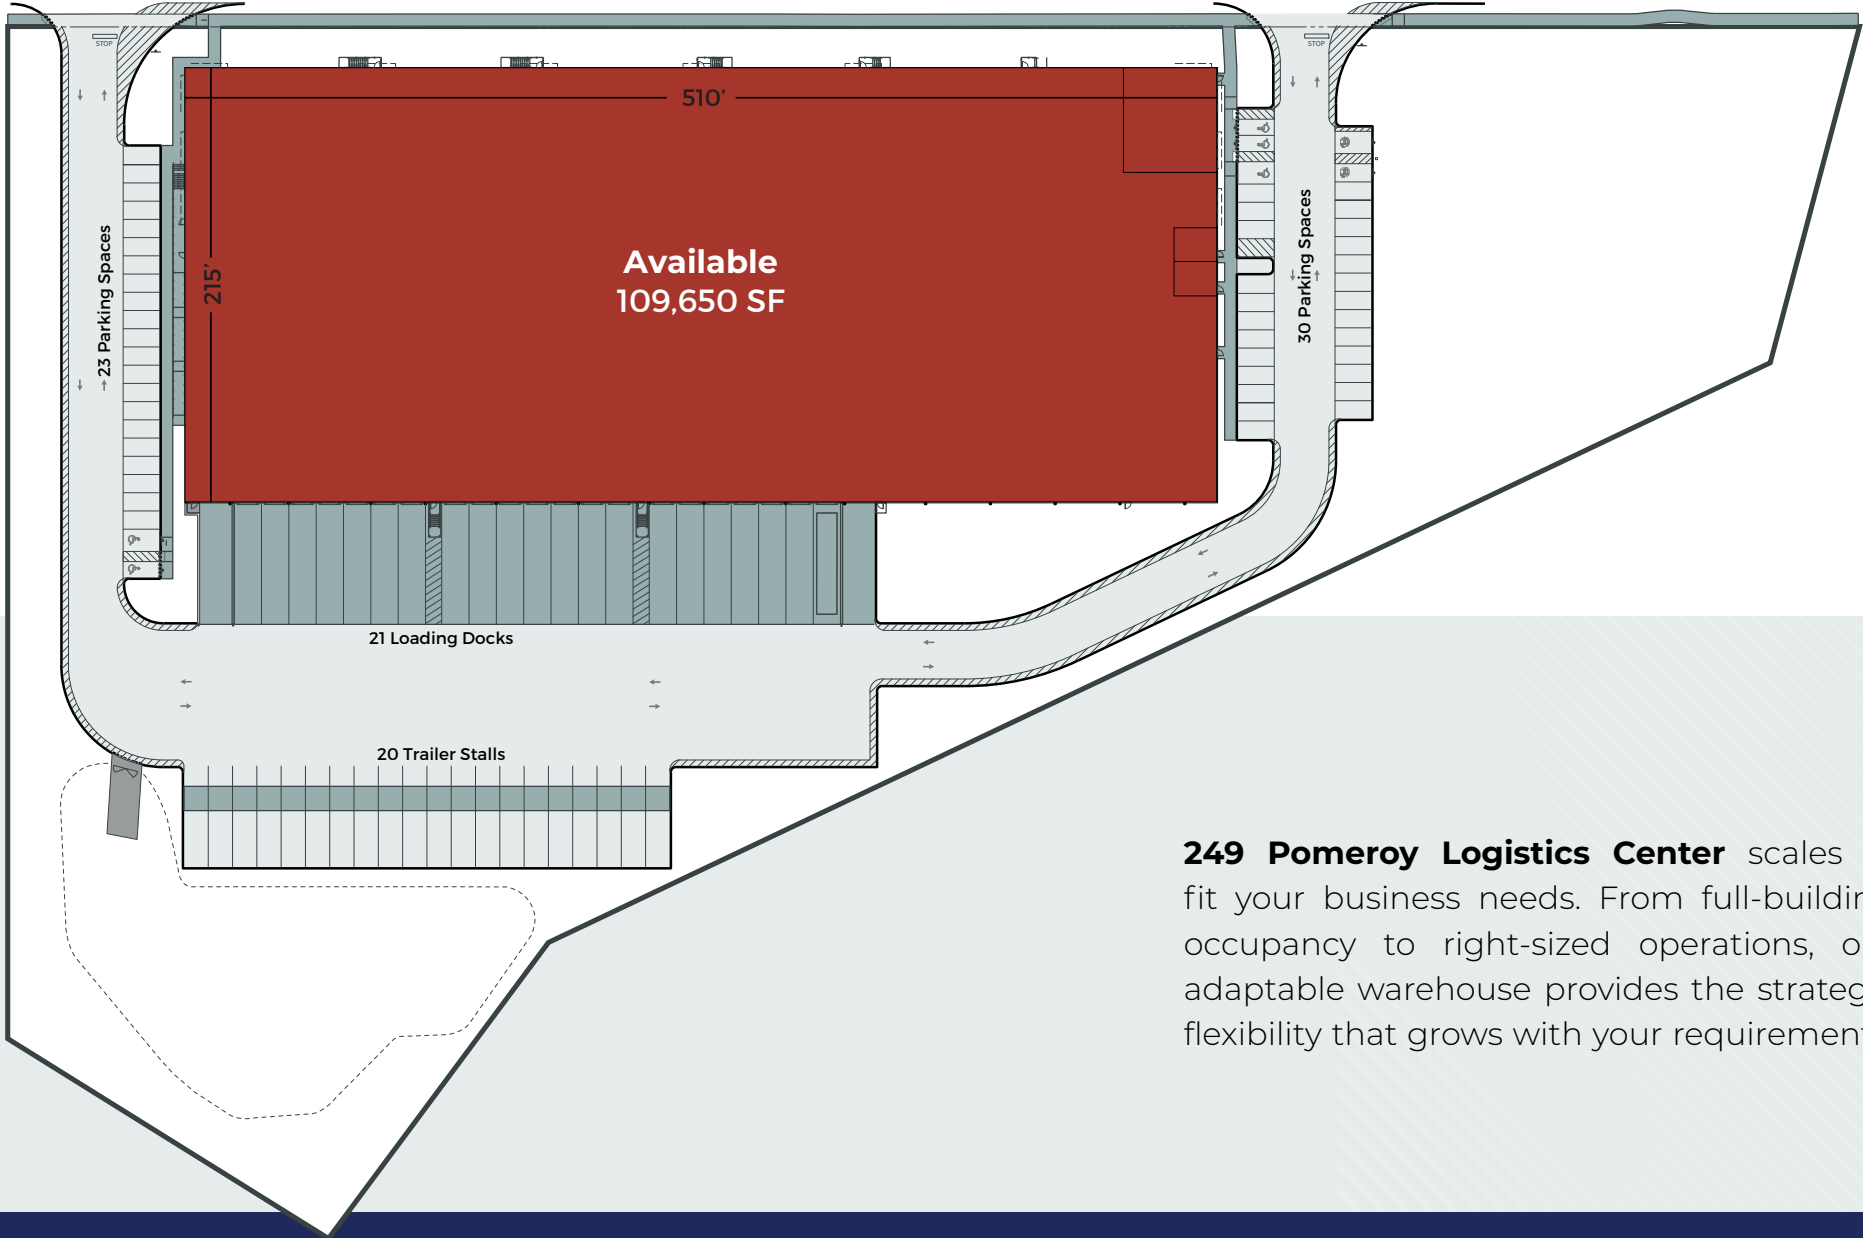 STOP
STOP
510’
215’
Available
109,650 SF
23 Parking Spaces
30 Parking Spaces
21 Loading Docks
20 Trailer Stalls
249 Pomeroy Logistics Center scales
fit your business needs. From full-buildin
occupancy to right-sized operations, o
adaptable warehouse provides the strateg
flexibility that grows with your requirement